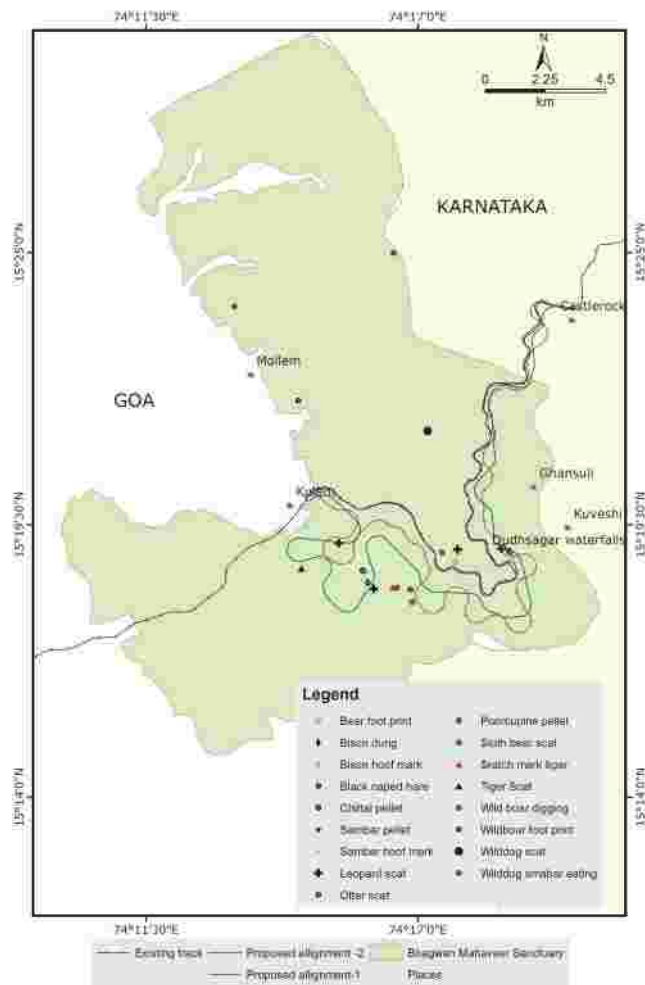 74°11'30"E 74°17'0"E
N
0 2.25 4.5
km
KARNATAKA
15°25'0"N 15°25'0"N
Castlerock
Mollem
GOA
Ghansuli
Kulem
15°19'0"N 15°19'30"N
Kuveshi
Dudhsagar waterfalls
Legend
Bear foot print
Bison dung
Bison hoof mark
Black naped hare
Chital pellet
Sambar pellet
Sambar hoof mark
Leopard scat
Otter scat
Porcupine pellet
Sloth bear scat
Sratch mark tiger
Tiger Scat
Wild boar digging
Wildboar foot print
Wilddog scat
Wilddog smabar eating
15°14'0"N 15°14'0"N
74°11'30"E 74°17'0"E
Existing track
Proposed allignment -2
Bhagwan Mahaveer Sanctuary
Proposed allignment-1
Places